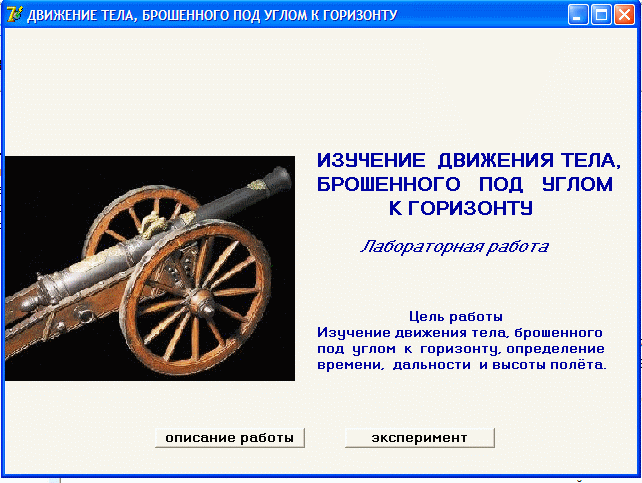 ДВИЖЕНИЕ ТЕЛА, БРОШЕННОГО ПОД УГЛОМ К ГОРИЗОНТУ
ИЗУЧЕНИЕ ДВИЖЕНИЯ ТЕЛА,
БРОШЕННОГО ПОД УГЛОМ
К ГОРИЗОНТУ
Лабораторная работа
Цель работы
Изучение движения тела, брошенного
под углом к горизонту, определение
времени, дальности и высоты полёта.
описание работы
эксперимент